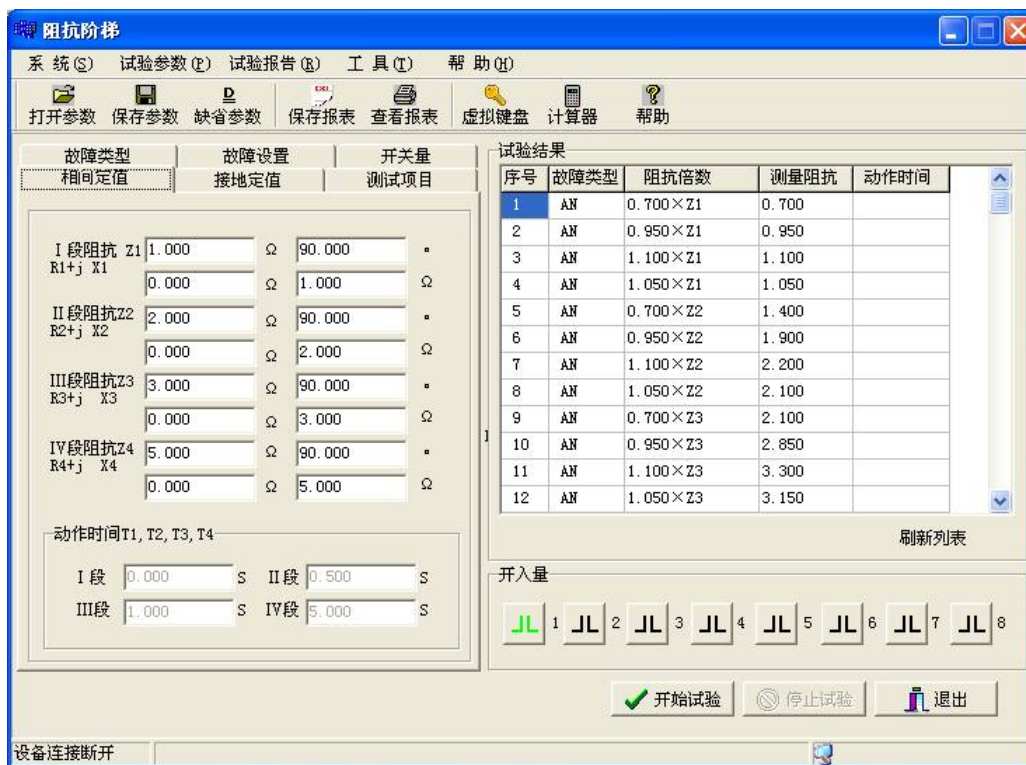 阻抗阶梯
系 统(S) 试验参数(P) 试验报告(R) 工 具(T) 帮 助(H)
打开参数 保存参数 缺省参数 保存报表 查看报表 虚拟键盘 计算器 帮助
故障类型 故障设置 开关量
相间定值 接地定值 测试项目
I 段阻抗 Z1 1.000 Ω 90.000 °
R1+j X1
0.000 Ω 1.000 Ω
II段阻抗Z2 2.000 Ω 90.000 °
R2+j X2
0.000 Ω 2.000 Ω
III段阻抗Z3 3.000 Ω 90.000 °
R3+j X3
0.000 Ω 3.000 Ω
IV段阻抗Z4 5.000 Ω 90.000 °
R4+j X4
0.000 Ω 5.000 Ω
动作时间T1,T2,T3,T4
I 段 0.000 S II段 0.500 S
III段 1.000 S IV段 5.000 S
试验结果
序号 故障类型 阻抗倍数 测量阻抗 动作时间
1 AN 0.700×Z1 0.700
2 AN 0.950×Z1 0.950
3 AN 1.100×Z1 1.100
4 AN 1.050×Z1 1.050
5 AN 0.700×Z2 1.400
6 AN 0.950×Z2 1.900
7 AN 1.100×Z2 2.200
8 AN 1.050×Z2 2.100
9 AN 0.700×Z3 2.100
10 AN 0.950×Z3 2.850
11 AN 1.100×Z3 3.300
12 AN 1.050×Z3 3.150
刷新列表
开入量
1 2 3 4 5 6 7 8
开始试验 停止试验 退出
设备连接断开